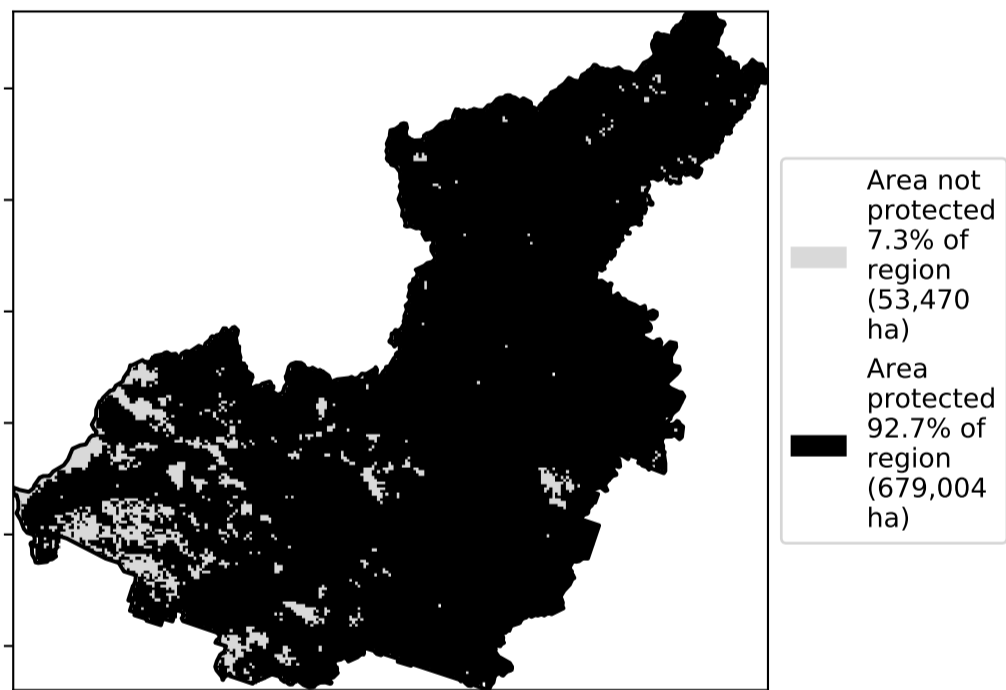 Area not
protected
7.3% of
region
(53,470
ha)
Area
protected
92.7% of
region
(679,004
ha)